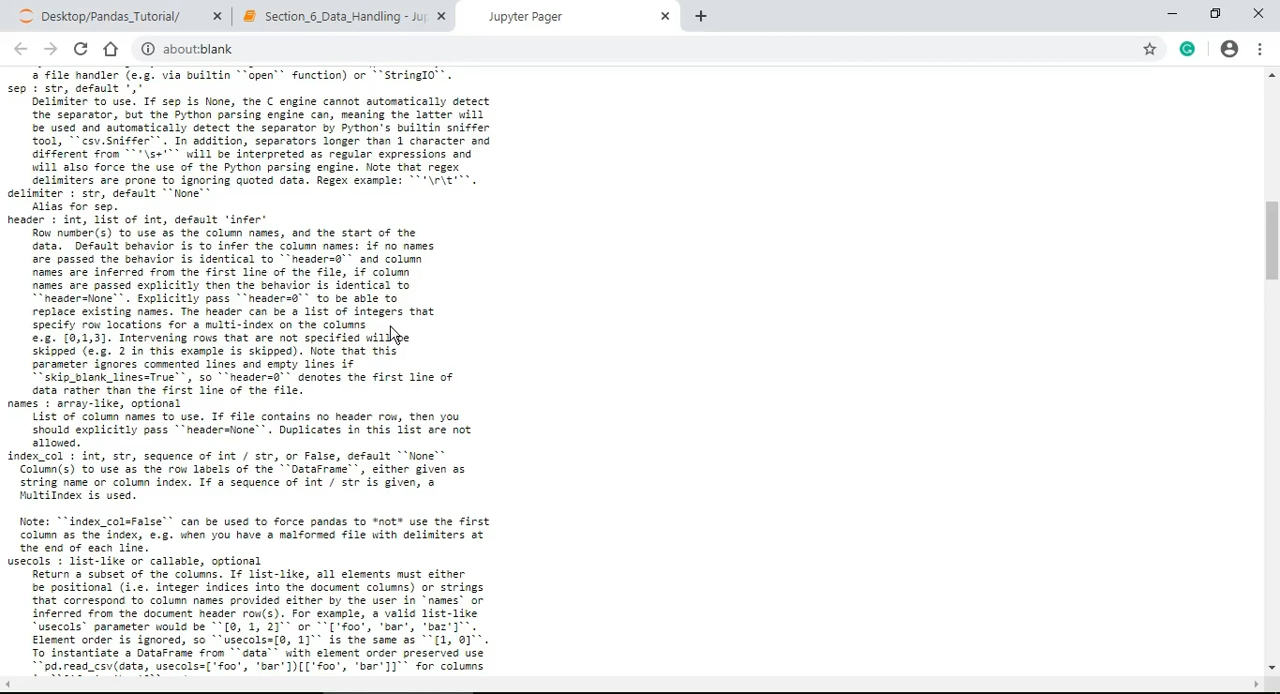 Desktop/Pandas_Tutorial/
Section_6_Data_Handling - Jup
Jupyter Pager
about:blank
a file handler (e.g. via builtin ``open`` function) or ``StringIO``.
sep : str, default ','
Delimiter to use. If sep is None, the C engine cannot automatically detect
the separator, but the Python parsing engine can, meaning the latter will
be used and automatically detect the separator by Python's builtin sniffer
tool, ``csv.Sniffer``. In addition, separators longer than 1 character and
different from ``'\s+'`` will be interpreted as regular expressions and
will also force the use of the Python parsing engine. Note that regex
delimiters are prone to ignoring quoted data. Regex example: ``'\r\t'``.
delimiter : str, default ``None``
Alias for sep.
header : int, list of int, default 'infer'
Row number(s) to use as the column names, and the start of the
data.  Default behavior is to infer the column names: if no names
are passed the behavior is identical to ``header=0`` and column
names are inferred from the first line of the file, if column
names are passed explicitly then the behavior is identical to
``header=None``. Explicitly pass ``header=0`` to be able to
replace existing names. The header can be a list of integers that
specify row locations for a multi-index on the columns
e.g. [0,1,3]. Intervening rows that are not specified will be
skipped (e.g. 2 in this example is skipped). Note that this
parameter ignores commented lines and empty lines if
``skip_blank_lines=True``, so ``header=0`` denotes the first line of
data rather than the first line of the file.
names : array-like, optional
List of column names to use. If file contains no header row, then you
should explicitly pass ``header=None``. Duplicates in this list are not
allowed.
index_col : int, str, sequence of int / str, or False, default ``None``
Column(s) to use as the row labels of the ``DataFrame``, either given as
string name or column index. If a sequence of int / str is given, a
MultiIndex is used.
Note: ``index_col=False`` can be used to force pandas to *not* use the first
column as the index, e.g. when you have a malformed file with delimiters at
the end of each line.
usecols : list-like or callable, optional
Return a subset of the columns. If list-like, all elements must either
be positional (i.e. integer indices into the document columns) or strings
that correspond to column names provided either by the user in `names` or
inferred from the document header row(s). For example, a valid list-like
`usecols` parameter would be ``[0, 1, 2]`` or ``['foo', 'bar', 'baz']``.
Element order is ignored, so ``usecols=[0, 1]`` is the same as ``[1, 0]``.
To instantiate a DataFrame from ``data`` with element order preserved use
``pd.read_csv(data, usecols=['foo', 'bar'])[['foo', 'bar']]`` for columns